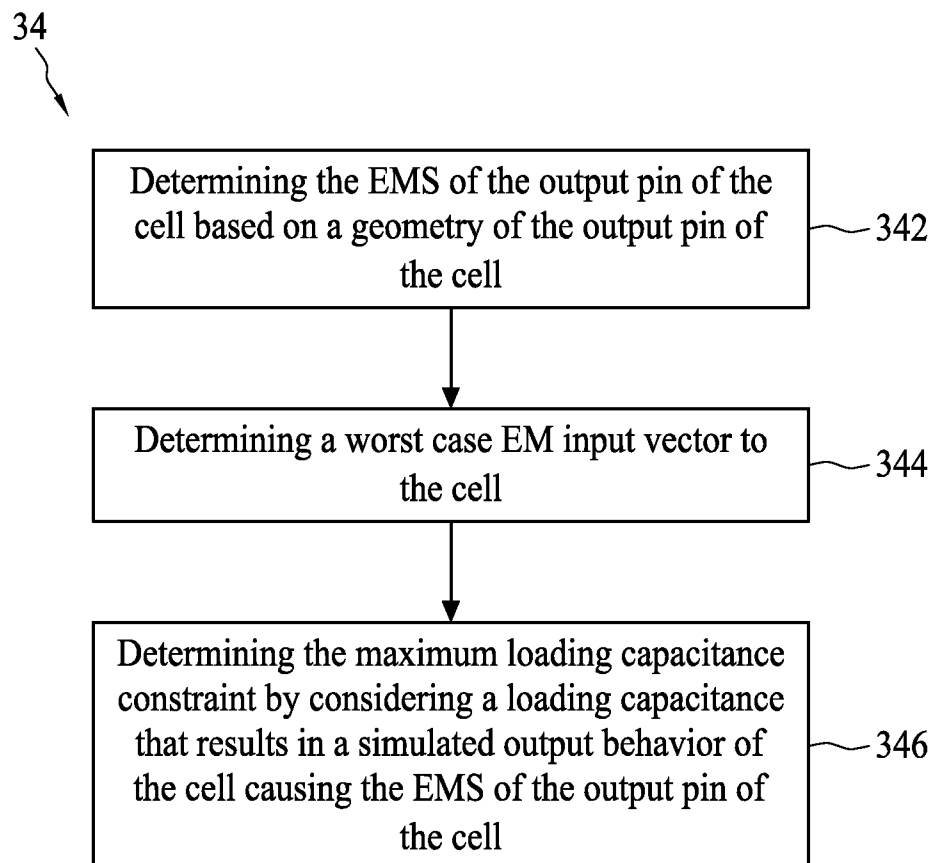 34
Determining the EMS of the output pin of the
cell based on a geometry of the output pin of
the cell
342
Determining a worst case EM input vector to
the cell
344
Determining the maximum loading capacitance
constraint by considering a loading capacitance
that results in a simulated output behavior of
the cell causing the EMS of the output pin of
the cell
346